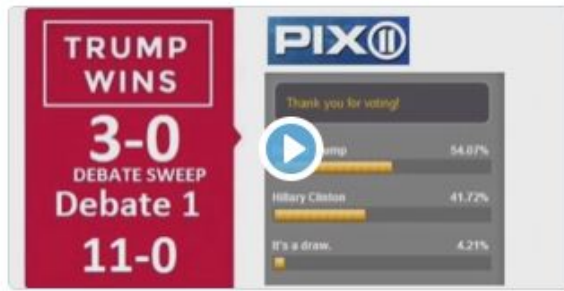 TRUMP
WINS
3-0
DEBATE SWEEP
Debate 1
11-0
PIX11
Thank you for voting!
ump 54.07%
Hillary Clinton 41.72%
It's a draw. 4.21%